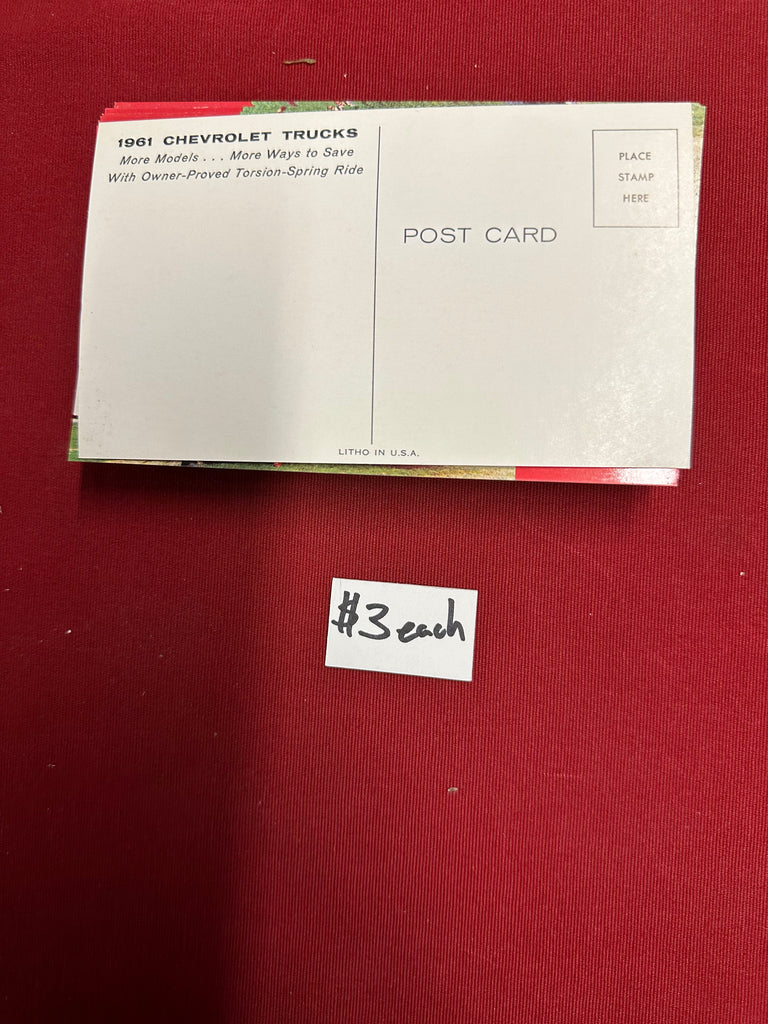 1961 CHEVROLET TRUCKS
More Models . . . More Ways to Save
With Owner-Proved Torsion-Spring Ride
PLACE
STAMP
HERE
POST CARD
LITHO IN U.S.A.
$3 each